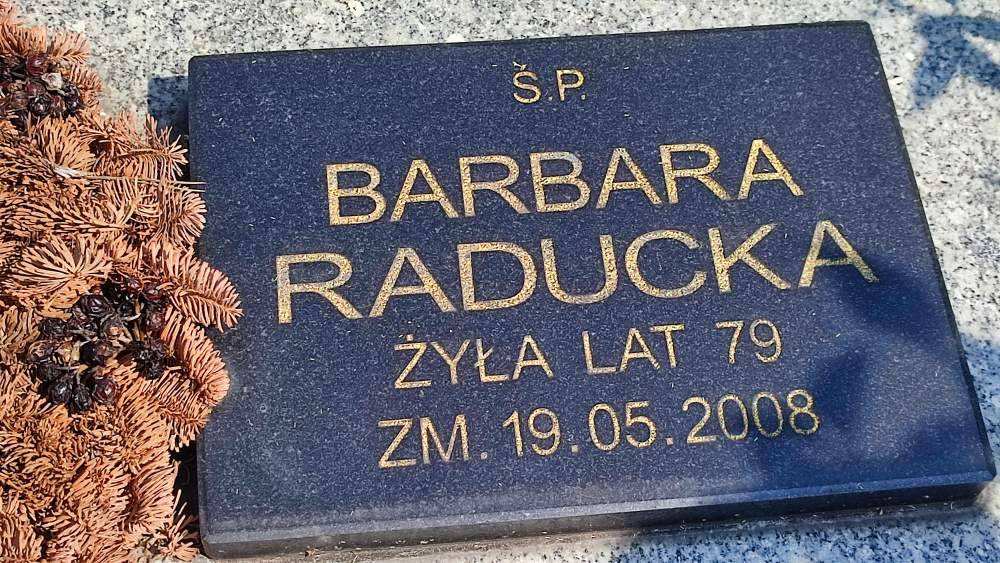 Ś.P.
BARBARA
RADUCKA
ŻYŁA LAT 79
ZM. 19.05.2008